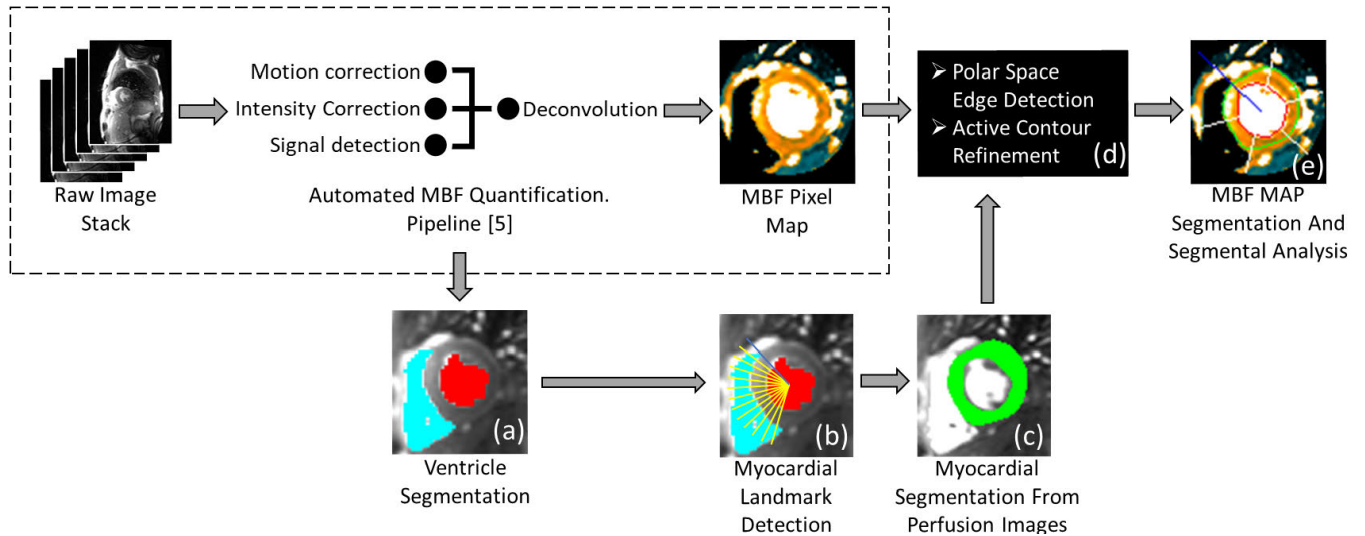 Motion correction
Intensity Correction
Signal detection
Deconvolution
Raw Image
Stack
Automated MBF Quantification.
Pipeline [5]
MBF Pixel
Map
➢ Polar Space
Edge Detection
➢ Active Contour
Refinement
(d)
(e)
MBF MAP
Segmentation And
Segmental Analysis
(a)
Ventricle
Segmentation
(b)
Myocardial
Landmark
Detection
(c)
Myocardial
Segmentation From
Perfusion Images